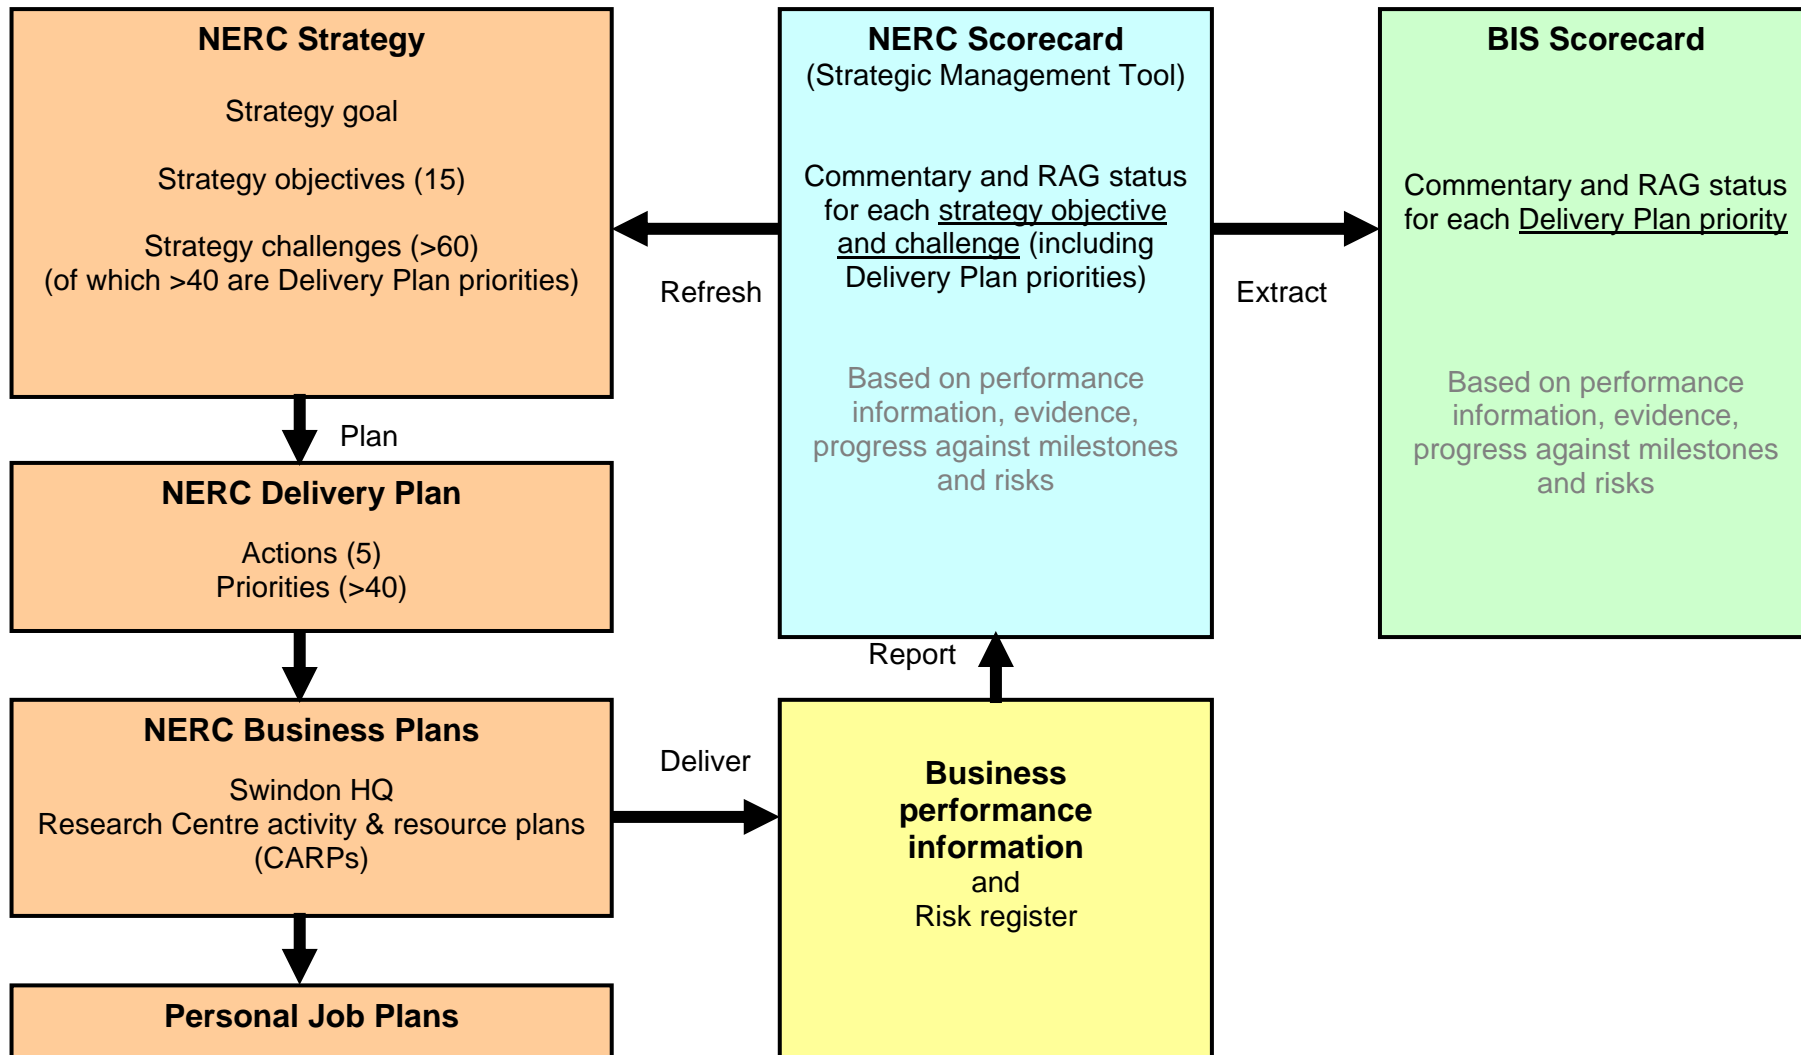 NERC Strategy
Strategy goal
Strategy objectives (15)
Strategy challenges (>60)
(of which >40 are Delivery Plan priorities)
Refresh
NERC Scorecard
(Strategic Management Tool)
Commentary and RAG status
for each strategy objective
and challenge (including
Delivery Plan priorities)
Based on performance
information, evidence,
progress against milestones
and risks
Extract
BIS Scorecard
Commentary and RAG status
for each Delivery Plan priority
Based on performance
information, evidence,
progress against milestones
and risks
Plan
NERC Delivery Plan
Actions (5)
Priorities (>40)
Report
NERC Business Plans
Swindon HQ
Research Centre activity & resource plans
(CARPs)
Deliver
Business
performance
information
and
Risk register
Personal Job Plans